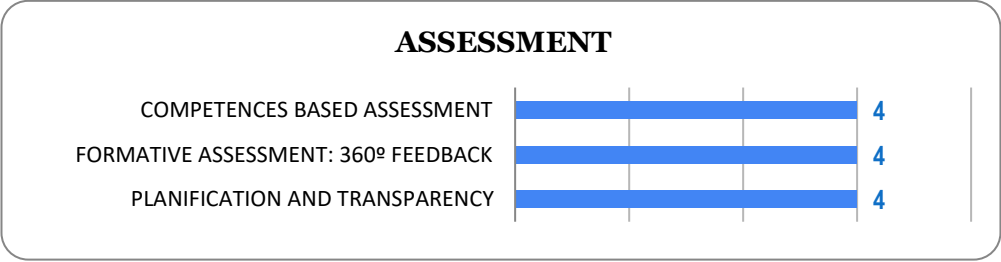 ASSESSMENT
COMPETENCES BASED ASSESSMENT 4
FORMATIVE ASSESSMENT: 360º FEEDBACK 4
PLANIFICATION AND TRANSPARENCY 4